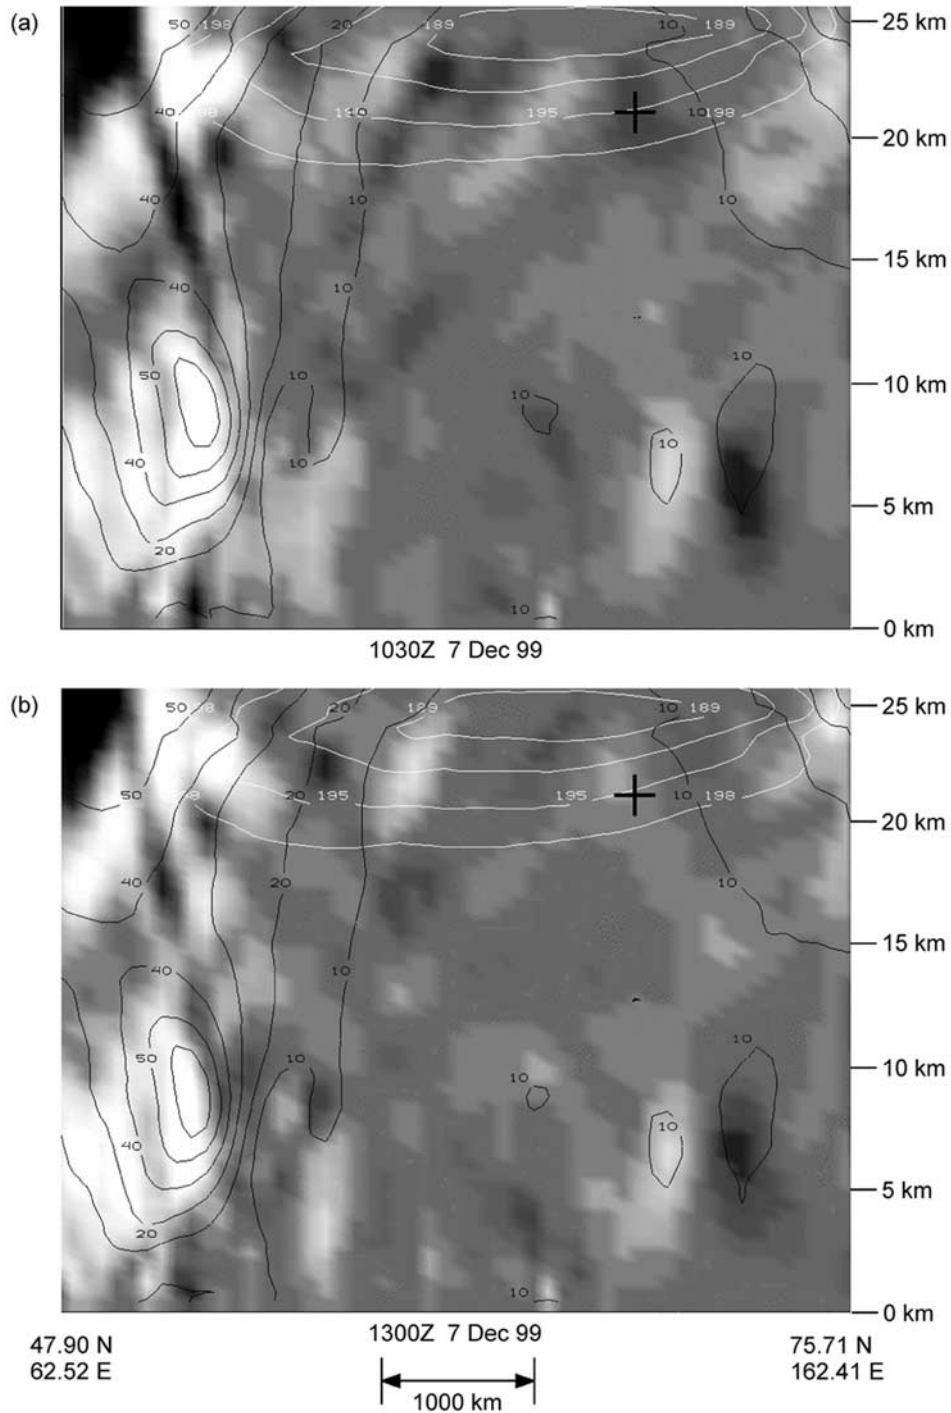 (a)
50 198 20 189 10 189 25 km
40 198 10 195 10 198
20 km
40 10 10
15 km
40 10
10
50 10 10 10 km
40 10 10
5 km
20
10
0 km
1030Z 7 Dec 99
(b)
50 20 189 10 189 25 km
50 20 195 195 10 198
20 km
40 20 10
15 km
40 10
10
50 10 10 10 km
40 10
5 km
20
10
0 km
47.90 N 1300Z 7 Dec 99 75.71 N
62.52 E 162.41 E
1000 km